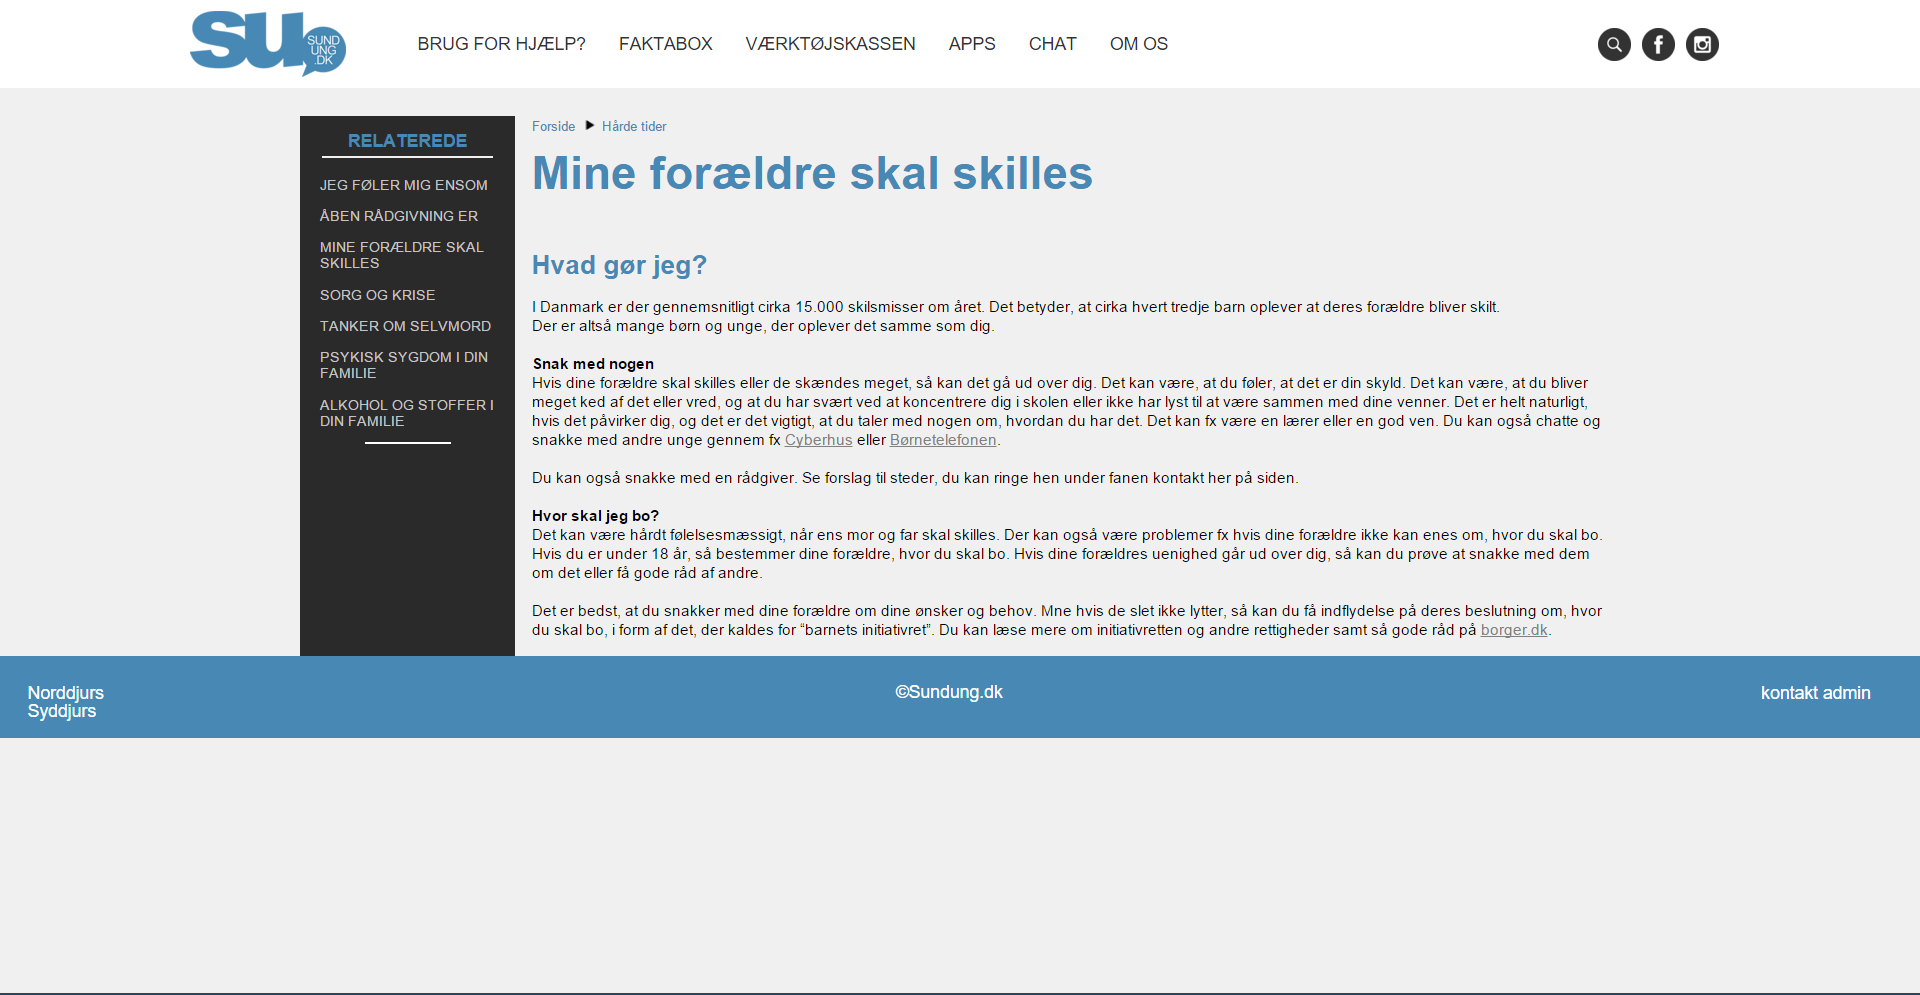 SU
SUND
UNG
.DK
BRUG FOR HJÆLP?
FAKTABOX
VÆRKTØJSKASSEN
APPS
CHAT
OM OS
RELATEREDE
JEG FØLER MIG ENSOM
ÅBEN RÅDGIVNING ER
MINE FORÆLDRE SKAL
SKILLES
SORG OG KRISE
TANKER OM SELVMORD
PSYKISK SYGDOM I DIN
FAMILIE
ALKOHOL OG STOFFER I
DIN FAMILIE
Forside
Hårde tider
Mine forældre skal skilles
Hvad gør jeg?
I Danmark er der gennemsnitligt cirka 15.000 skilsmisser om året. Det betyder, at cirka hvert tredje barn oplever at deres forældre bliver skilt.
Der er altså mange børn og unge, der oplever det samme som dig.
Snak med nogen
Hvis dine forældre skal skilles eller de skændes meget, så kan det gå ud over dig. Det kan være, at du føler, at det er din skyld. Det kan være, at du bliver
meget ked af det eller vred, og at du har svært ved at koncentrere dig i skolen eller ikke har lyst til at være sammen med dine venner. Det er helt naturligt,
hvis det påvirker dig, og det er det vigtigt, at du taler med nogen om, hvordan du har det. Det kan fx være en lærer eller en god ven. Du kan også chatte og
snakke med andre unge gennem fx Cyberhus eller Børnetelefonen.
Du kan også snakke med en rådgiver. Se forslag til steder, du kan ringe hen under fanen kontakt her på siden.
Hvor skal jeg bo?
Det kan være hårdt følelsesmæssigt, når ens mor og far skal skilles. Der kan også være problemer fx hvis dine forældre ikke kan enes om, hvor du skal bo.
Hvis du er under 18 år, så bestemmer dine forældre, hvor du skal bo. Hvis dine forældres uenighed går ud over dig, så kan du prøve at snakke med dem
om det eller få gode råd af andre.
Det er bedst, at du snakker med dine forældre om dine ønsker og behov. Mne hvis de slet ikke lytter, så kan du få indflydelse på deres beslutning om, hvor
du skal bo, i form af det, der kaldes for “barnets initiativret”. Du kan læse mere om initiativretten og andre rettigheder samt så gode råd på borger.dk.
Norddjurs
Syddjurs
©Sundung.dk
kontakt admin